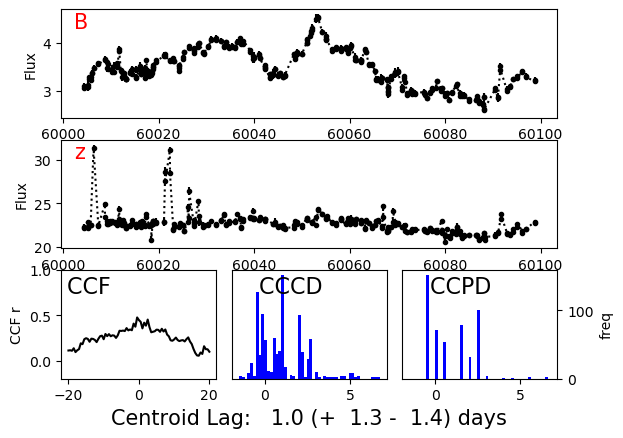 B
Flux
4
3
60000 60020 60040 60060 60080 60100
z
Flux
30
20
60000 60020 60040 60060 60080 60100
CCF
CCF r
1.0
0.5
0.0
−20 0 20
CCCD
0 5
CCPD
freq
100
0
0 5
Centroid Lag: 1.0 (+ 1.3 - 1.4) days